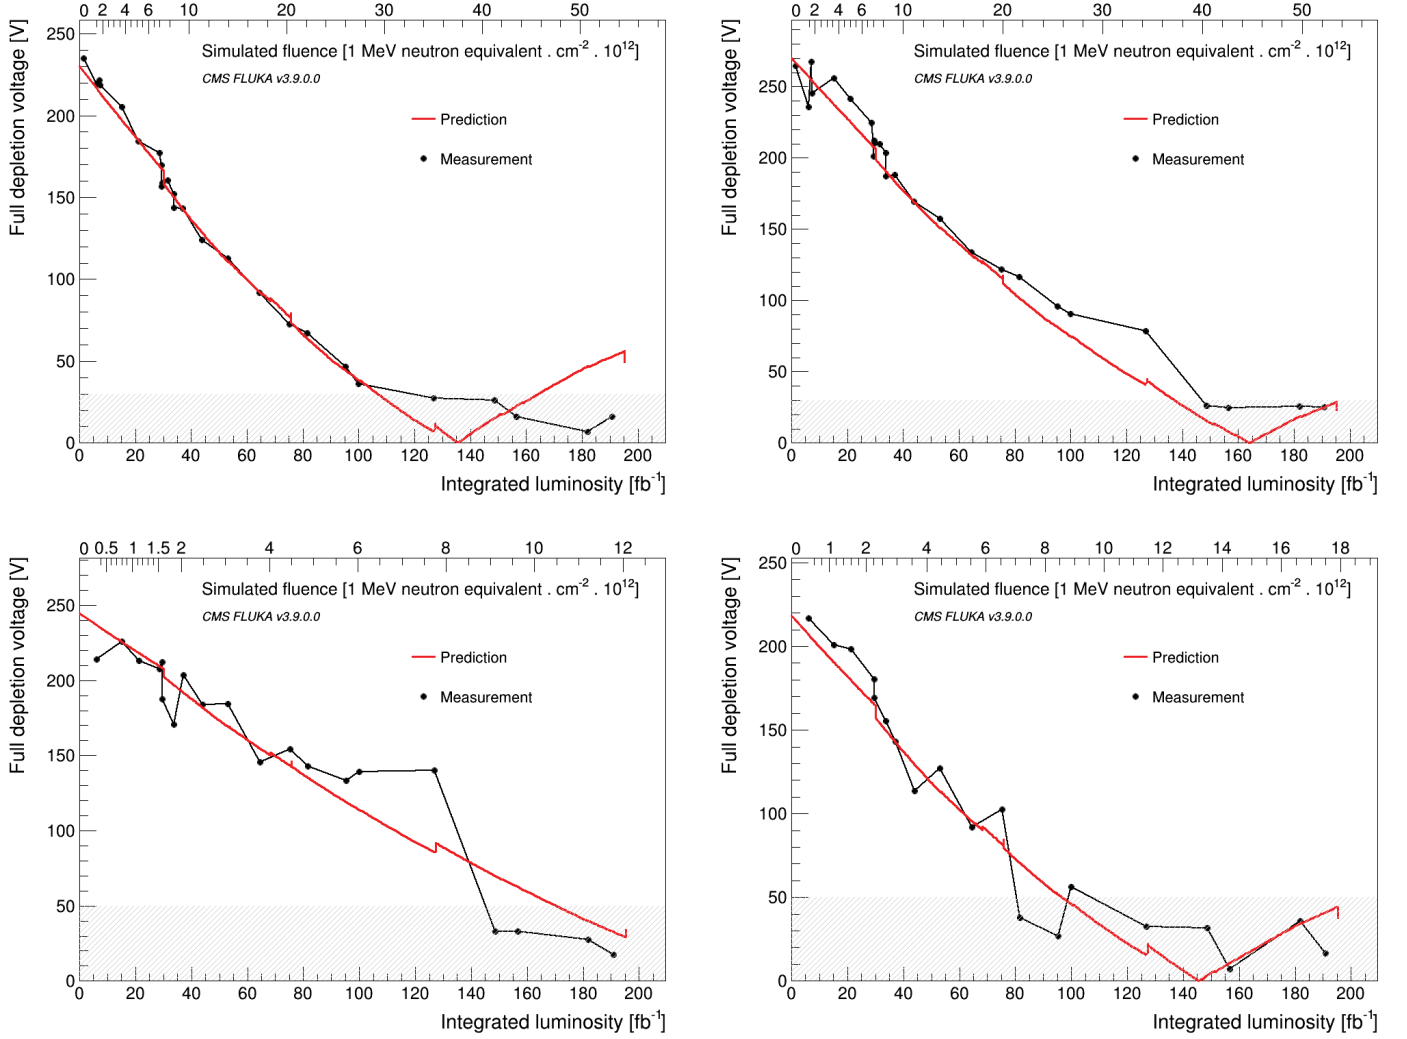 0 2 4 6 10 20 30 40 50
Full depletion voltage [V]
Simulated fluence [1 MeV neutron equivalent . cm-2 . 1012]
CMS FLUKA v3.9.0.0
Prediction
Measurement
250
200
150
100
50
0
0 20 40 60 80 100 120 140 160 180 200
Integrated luminosity [fb-1]
0 2 4 6 10 20 30 40 50
Full depletion voltage [V]
Simulated fluence [1 MeV neutron equivalent . cm-2 . 1012]
CMS FLUKA v3.9.0.0
Prediction
Measurement
250
200
150
100
50
0
0 20 40 60 80 100 120 140 160 180 200
Integrated luminosity [fb-1]
0 0.5 1 1.5 2 4 6 8 10 12
Full depletion voltage [V]
Simulated fluence [1 MeV neutron equivalent . cm-2 . 1012]
CMS FLUKA v3.9.0.0
Prediction
Measurement
250
200
150
100
50
0
0 20 40 60 80 100 120 140 160 180 200
Integrated luminosity [fb-1]
0 1 2 4 6 8 10 12 14 16 18
Full depletion voltage [V]
Simulated fluence [1 MeV neutron equivalent . cm-2 . 1012]
CMS FLUKA v3.9.0.0
Prediction
Measurement
250
200
150
100
50
0
0 20 40 60 80 100 120 140 160 180 200
Integrated luminosity [fb-1]